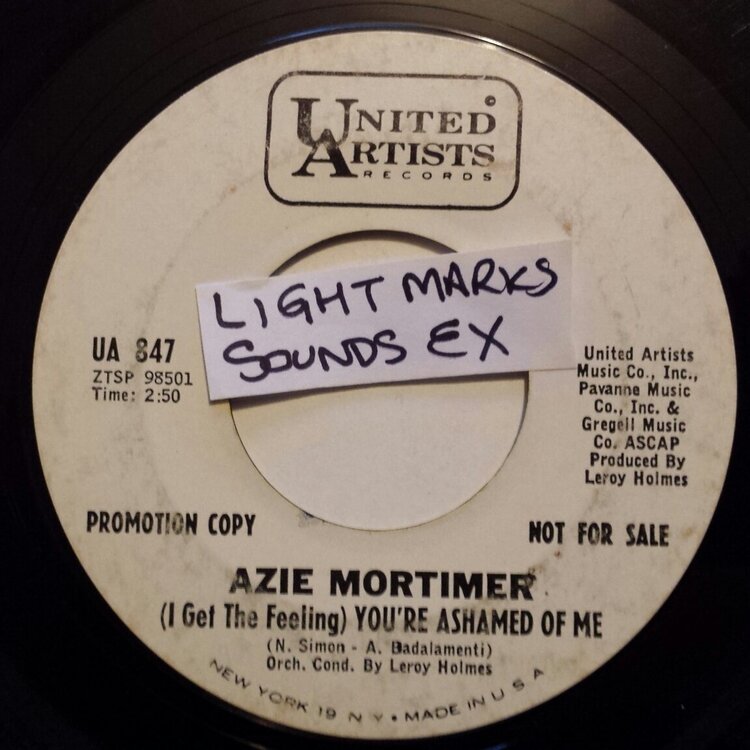 UNITED ©
ARTISTS
RECORDS
LIGHT MARKS
SOUNDS EX
UA 847
ZTSP 98501
Time: 2:50
United Artists
Music Co., Inc.,
Pavanne Music
Co., Inc. &
Gregell Music
Co. ASCAP
Produced By
Leroy Holmes
PROMOTION COPY
NOT FOR SALE
AZIE MORTIMER
(I Get The Feeling) YOU'RE ASHAMED OF ME
(N. Simon - A. Badalamenti)
Orch. Cond. By Leroy Holmes
NEW YORK 19 N Y • MADE IN U S A